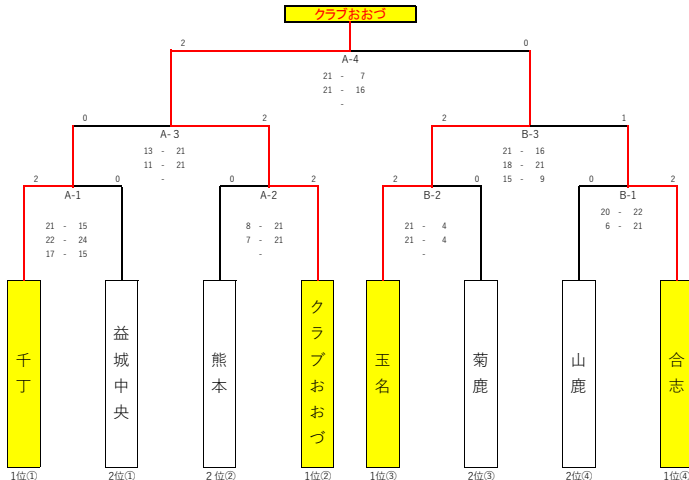 クラブおおづ
2 0
A-4
21 - 7
21 - 16
-
0 2 2 1
A-3 B-3
13 - 21 21 - 16
11 - 21 18 - 21
- 15 - 9
2 0 0 2 2 0 0 2
A-1 A-2 B-2 B-1
20 - 22
21 - 15 8 - 21 21 - 4 6 - 21
22 - 24 7 - 21 21 - 4
17 - 15 - -
千丁 益城中央 熊本 クラブおおづ 玉名 菊鹿 山鹿 合志
1位① 2位① 2位② 1位② 1位③ 2位③ 2位④ 1位④